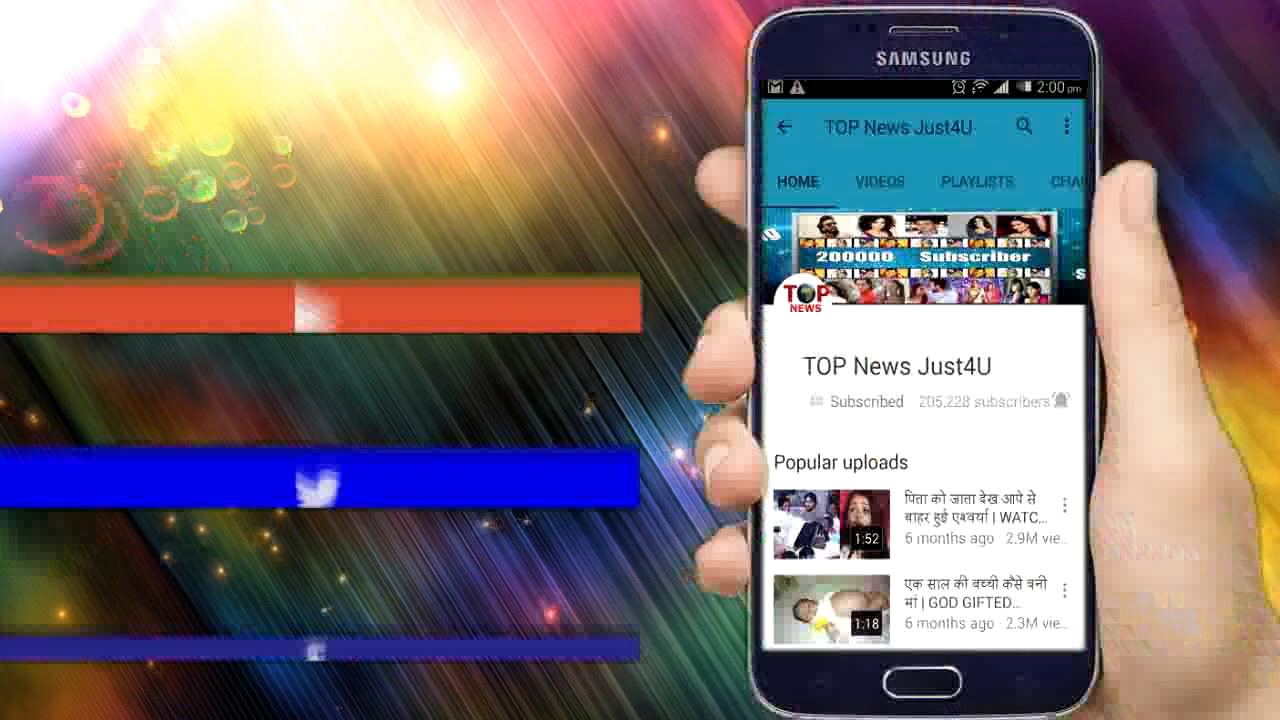 SAMSUNG
2:00 pm
TOP News Just4U
HOME VIDEOS PLAYLISTS CHA
200000 Subscriber
TOP
NEWS
TOP News Just4U
Subscribed 205,228 subscribers
Popular uploads
पिता को जाता देख आपे से
बाहर हुई एश्वर्या | WATC...
6 months ago · 2.9M vie..
1:52
एक साल की बच्ची कैसे बनी
मां | GOD GIFTED...
6 months ago · 2.3M vie..
1:18